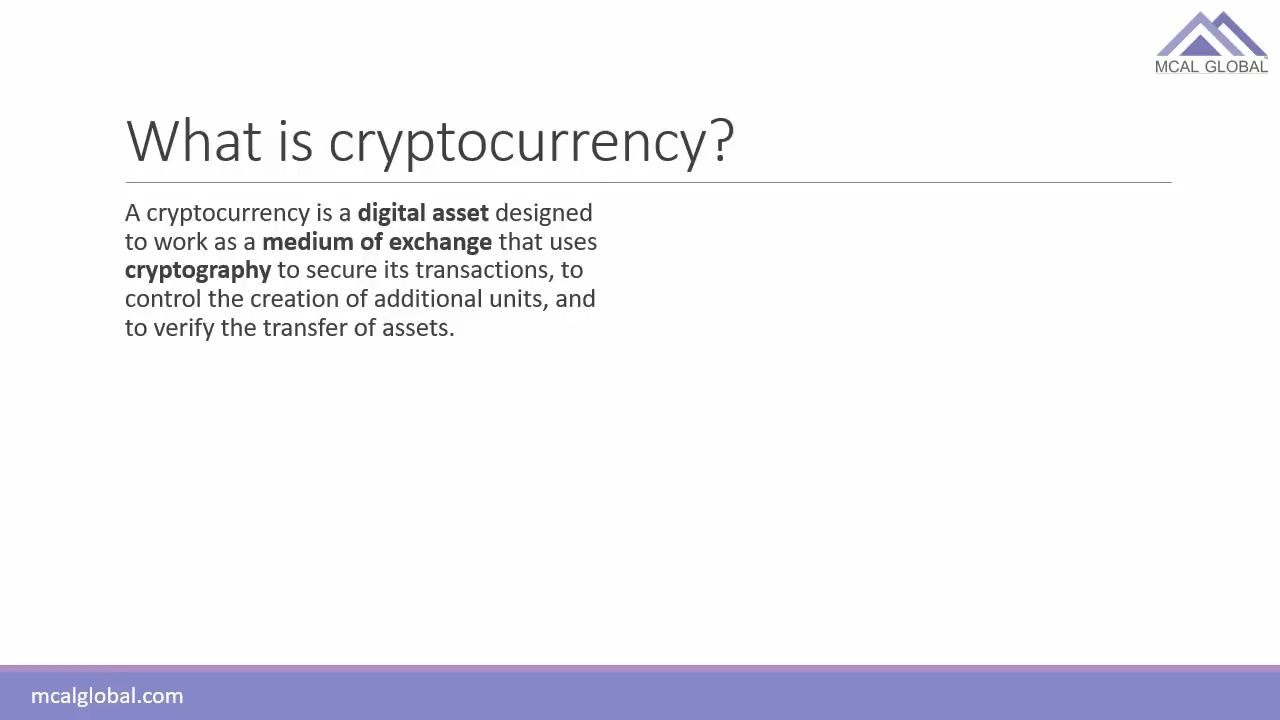 MCAL GLOBAL
What is cryptocurrency?
A cryptocurrency is a digital asset designed
to work as a medium of exchange that uses
cryptography to secure its transactions, to
control the creation of additional units, and
to verify the transfer of assets.
mcalglobal.com